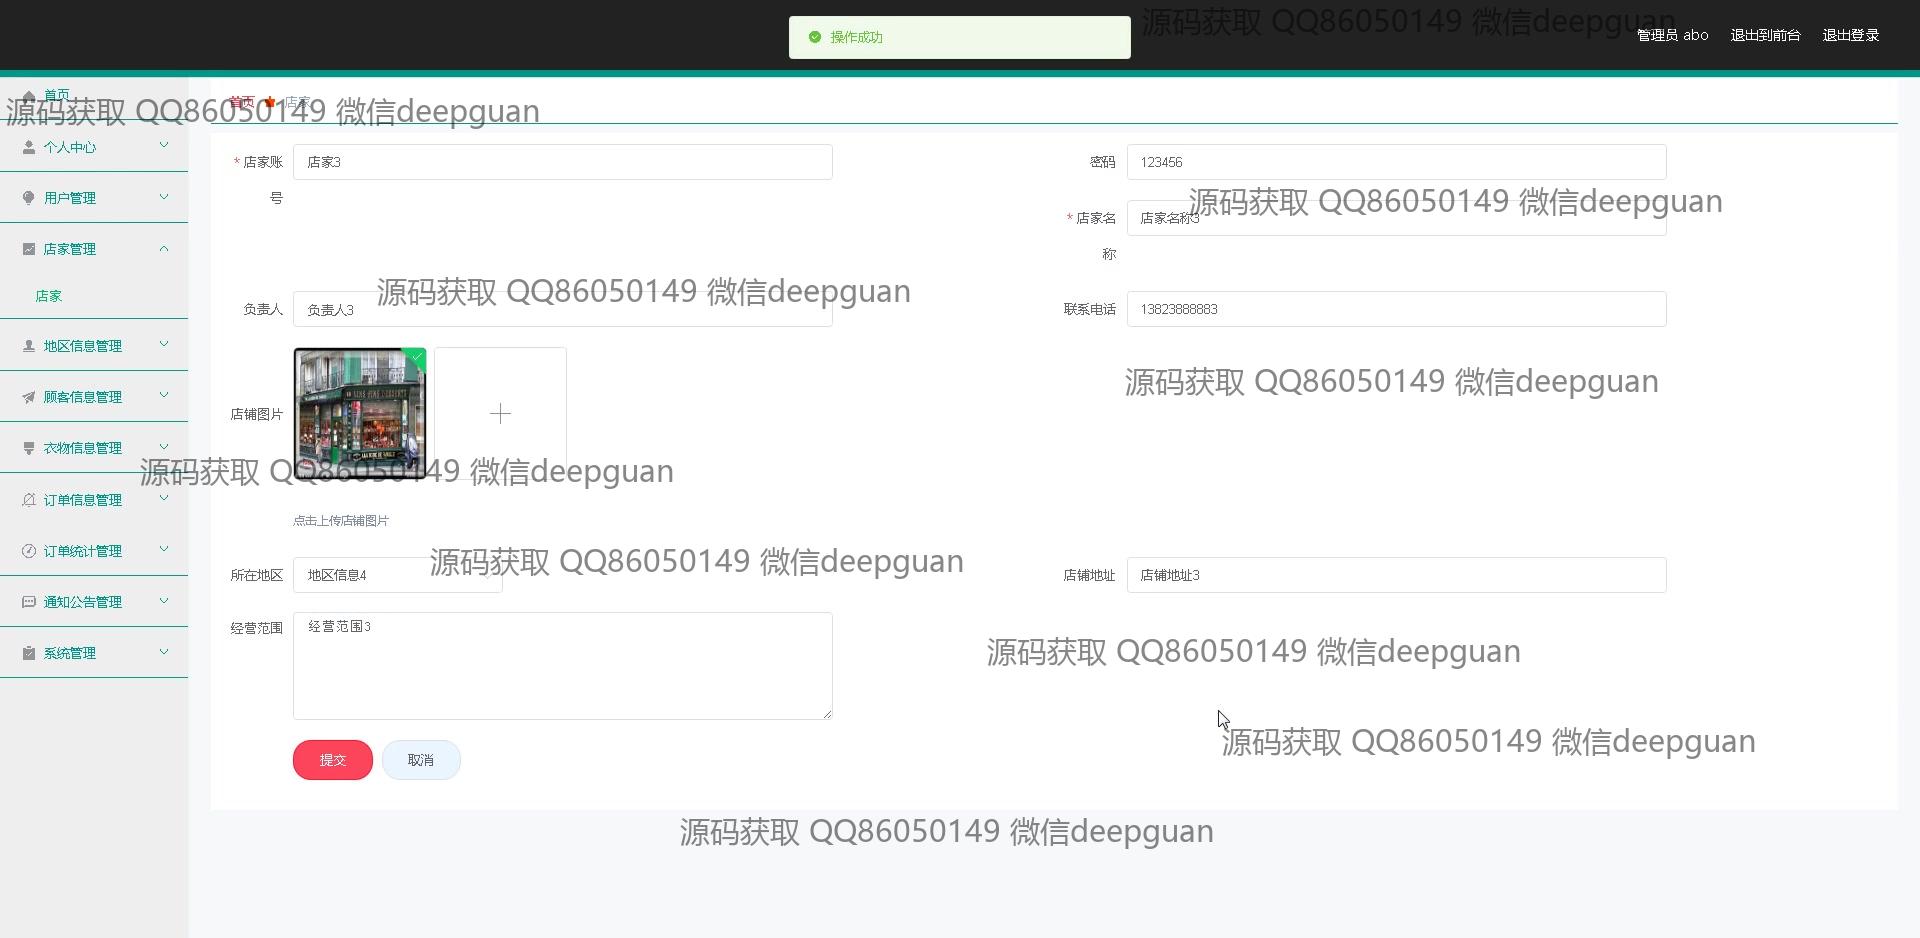 操作成功
源码获取 QQ86050149 微信deepguan
管理员 abo
退出到前台
退出登录
首页
首页
店家
源码获取 QQ86050149 微信deepguan
个人中心
用户管理
店家管理
店家
地区信息管理
顾客信息管理
衣物信息管理
订单信息管理
订单统计管理
通知公告管理
系统管理
* 店家账号
店家3
密码
123456
源码获取 QQ86050149 微信deepguan
* 店家名称
店家名称3
源码获取 QQ86050149 微信deepguan
负责人
负责人3
联系电话
13823888883
源码获取 QQ86050149 微信deepguan
店铺图片
源码获取 QQ86050149 微信deepguan
点击上传店铺图片
源码获取 QQ86050149 微信deepguan
所在地区
地区信息4
店铺地址
店铺地址3
经营范围
经营范围3
源码获取 QQ86050149 微信deepguan
源码获取 QQ86050149 微信deepguan
提交
取消
源码获取 QQ86050149 微信deepguan